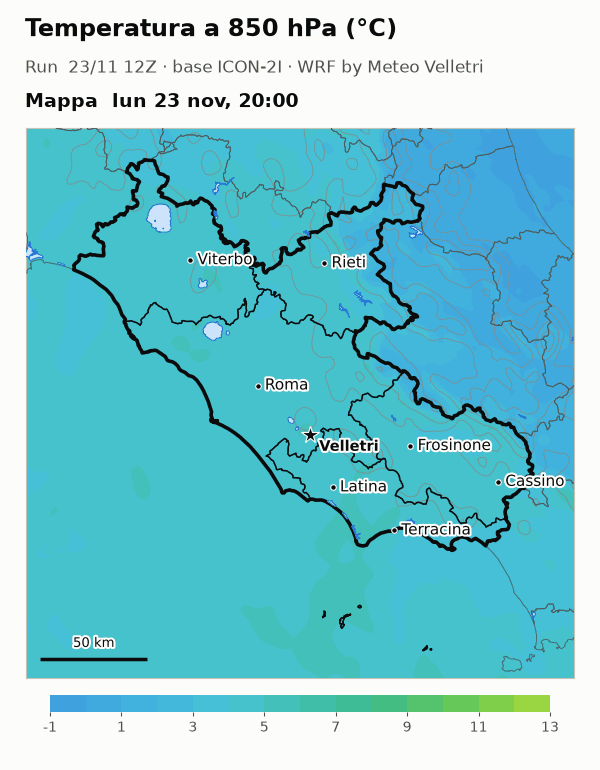 Temperatura a 850 hPa (°C)
Run  23/11 12Z · base ICON-2I · WRF by Meteo Velletri
Mappa  lun 23 nov, 20:00
Viterbo
Rieti
Roma
Velletri
Frosinone
Cassino
Latina
Terracina
50 km
-1 1 3 5 7 9 11 13